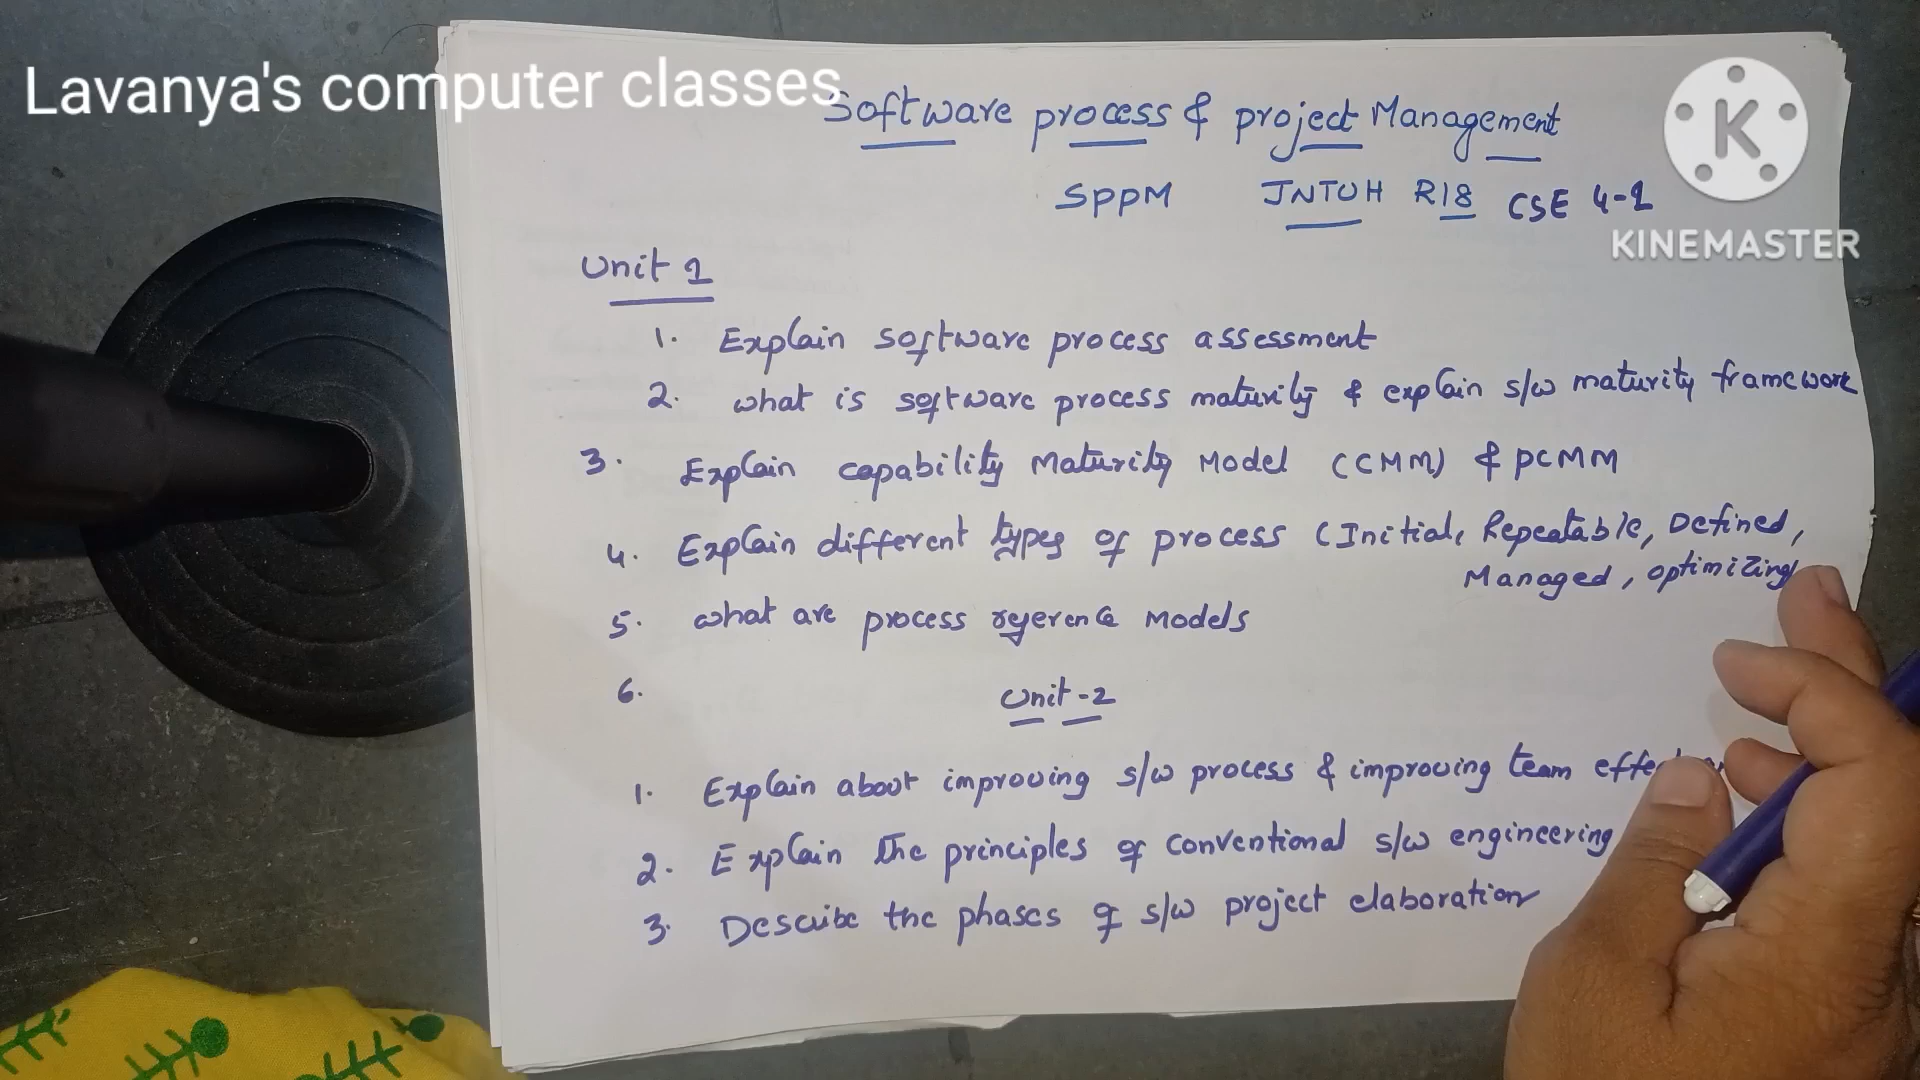 Lavanya's computer classes
Software process & project Management
SPPM JNTUH R18 CSE 4-1
K
KINEMASTER
Unit 1
1. Explain software process assessment
2. what is software process maturity & explain s/w maturity framework
3. Explain capability Maturity Model (CMM) & PCMM
4. Explain different types of process (Initial, Repeatable, Defined,
Managed, optimizing)
5. what are process reference Models
6.
Unit-2
1. Explain about improving s/w process & improving team
2. Explain the principles of conventional s/w engineering
3. Describe the phases of s/w project elaboration